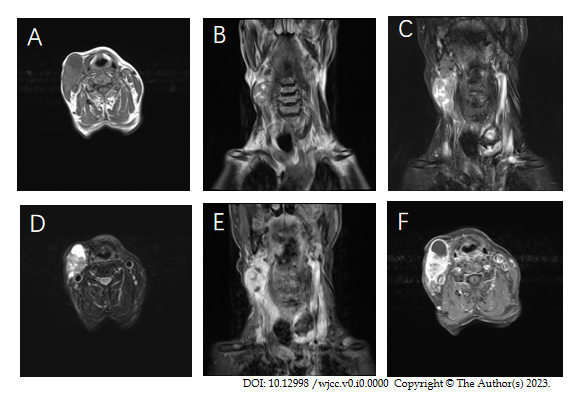 A
B
C
D
E
F
DOI: 10.12998 /wjcc.v0.i0.0000 Copyright © The Author(s) 2023.